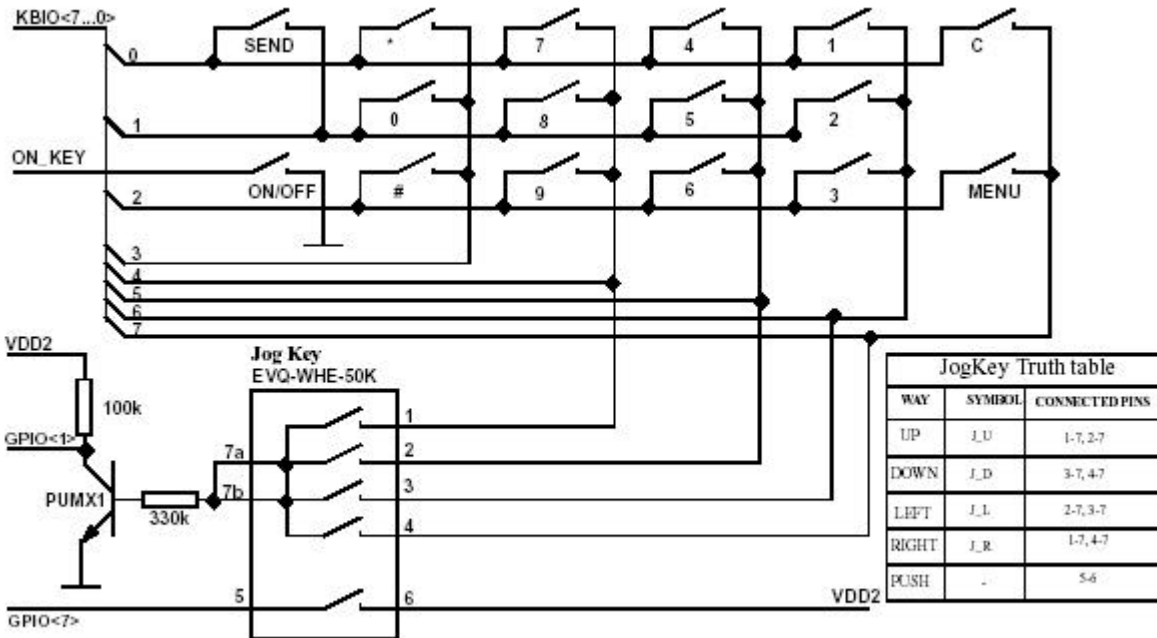 KBIO<7...0>
SEND
*
7
4
1
C
0
1
0
8
5
2
ON_KEY
ON/OFF
#
9
6
3
MENU
2
3
4
5
6
7
VDD2
100k
GPIO<1>
PUMX1
330k
Jog Key
EVQ-WHE-50K
7a
7b
1
2
3
4
5
6
GPIO<7>
VDD2
JogKey Truth table
WAY SYMBOL CONNECTED PINS
UP J_U 1-7, 2-7
DOWN J_D 3-7, 4-7
LEFT J_L 2-7, 3-7
RIGHT J_R 1-7, 4-7
PUSH - 5-6